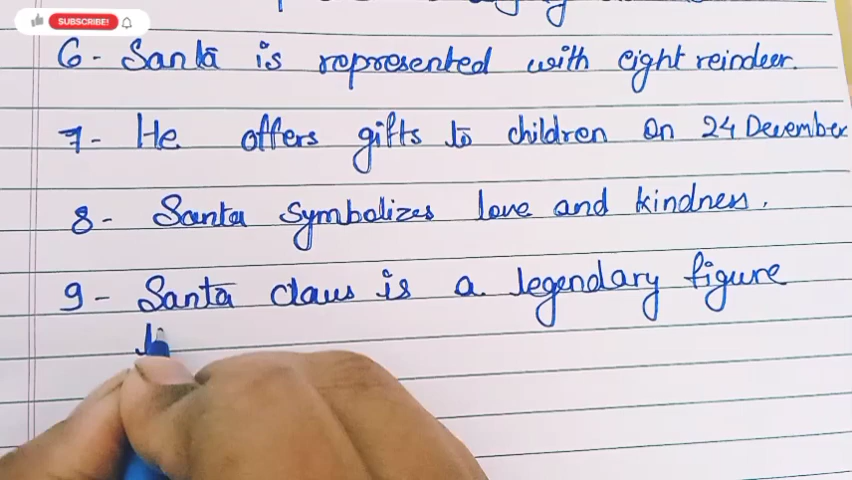 SUBSCRIBE!
6 - Santa is represented with eight reindeer.
7 - He offers gifts to children on 24 December
8 - Santa symbolizes love and kindness.
9 - Santa claus is a legendary figure